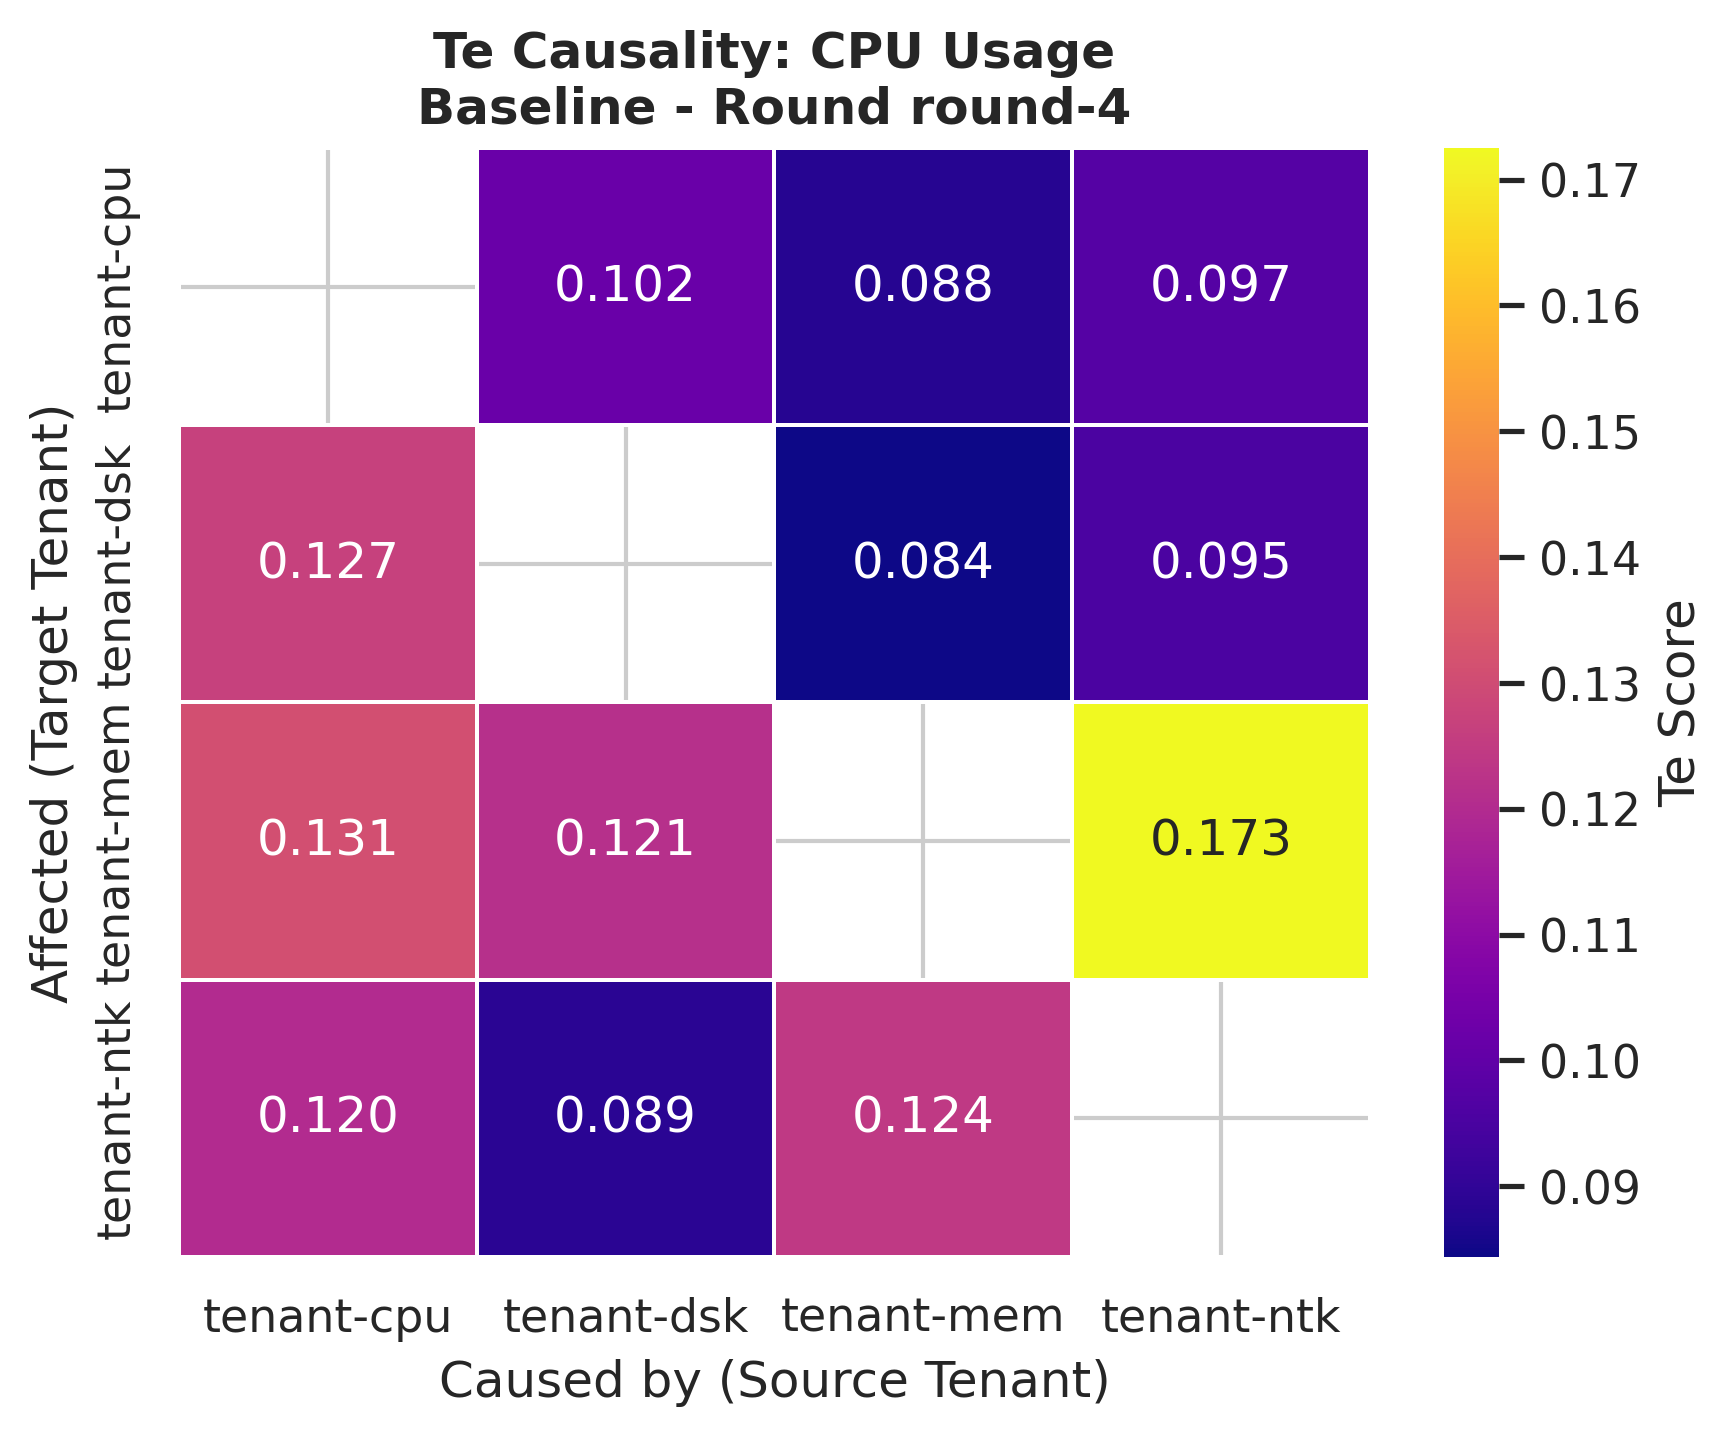 Te Causality: CPU Usage
Baseline - Round round-4
Affected (Target Tenant)
tenant-cpu
0.102 0.088 0.097
tenant-dsk
0.127 0.084 0.095
tenant-mem
0.131 0.121 0.173
tenant-ntk
0.120 0.089 0.124
tenant-cpu tenant-dsk tenant-mem tenant-ntk
Caused by (Source Tenant)
0.17
0.16
0.15
0.14
0.13
0.12
0.11
0.10
0.09
Te Score